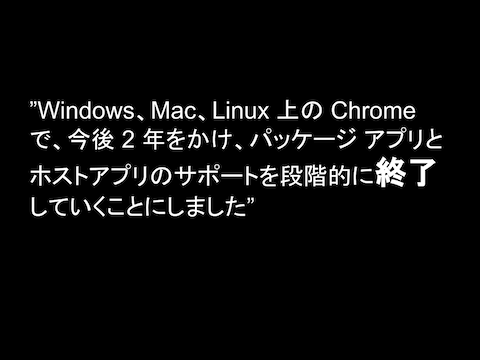 ”Windows、Mac、Linux 上の Chrome
で、今後 2 年をかけ、パッケージ アプリと
ホストアプリのサポートを段階的に終了
していくことにしました”